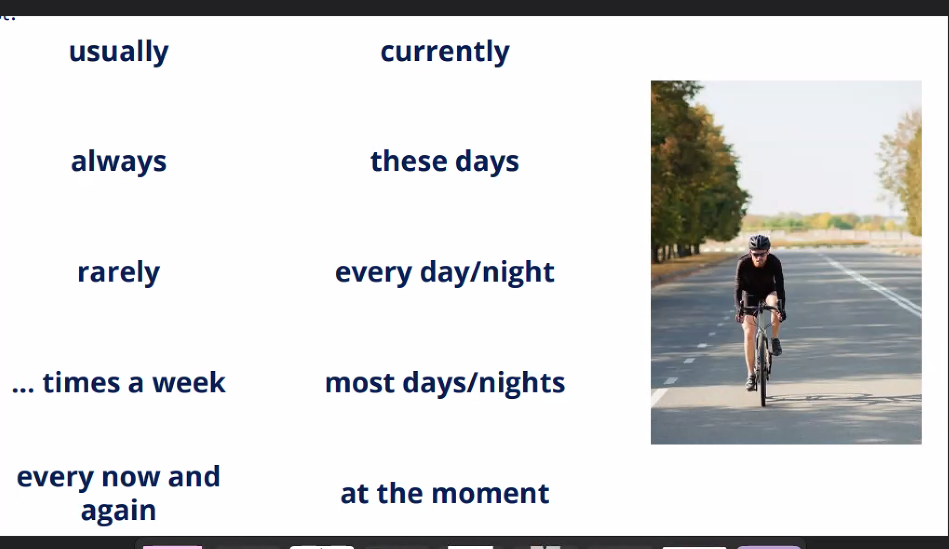 usually
currently
always
these days
rarely
every day/night
... times a week
most days/nights
every now and
again
at the moment